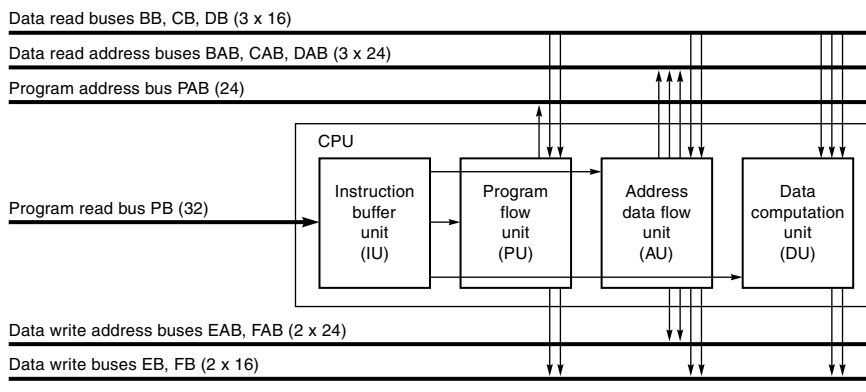 Data read buses BB, CB, DB (3 x 16)
Data read address buses BAB, CAB, DAB (3 x 24)
Program address bus PAB (24)
CPU
Instruction
buffer
unit
(IU)
Program
flow
unit
(PU)
Address
data flow
unit
(AU)
Data
computation
unit
(DU)
Program read bus PB (32)
Data write address buses EAB, FAB (2 x 24)
Data write buses EB, FB (2 x 16)